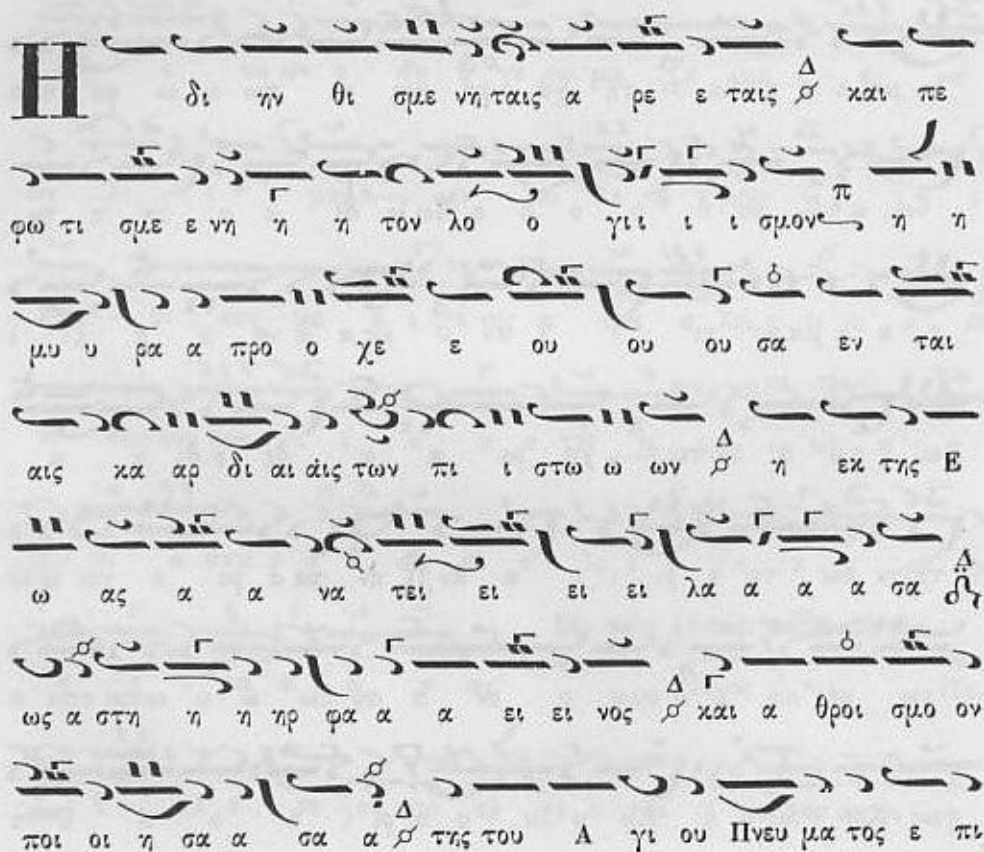 Η δι ην θι σμε νη ταις α ρε ε ταις Δ και πε
φω τι σμε ε νη η η τον λο ο γι ι ι ι σμον π η η
μυ υ ρα α προ ο χε ε ου ου ου σα εν ται
αις κα αρ δι αι άις των πι ι στω ω ων Δ η εκ της Ε
ω ας α α να τει ει ει ει λα α α α σα Δ
ως α στη η η ηρ φα α α ει ει νος Δ και α θροι σμο ον
ποι οι η σα α σα α Δ της του Α γι ου Πνευ μα τος ε πι